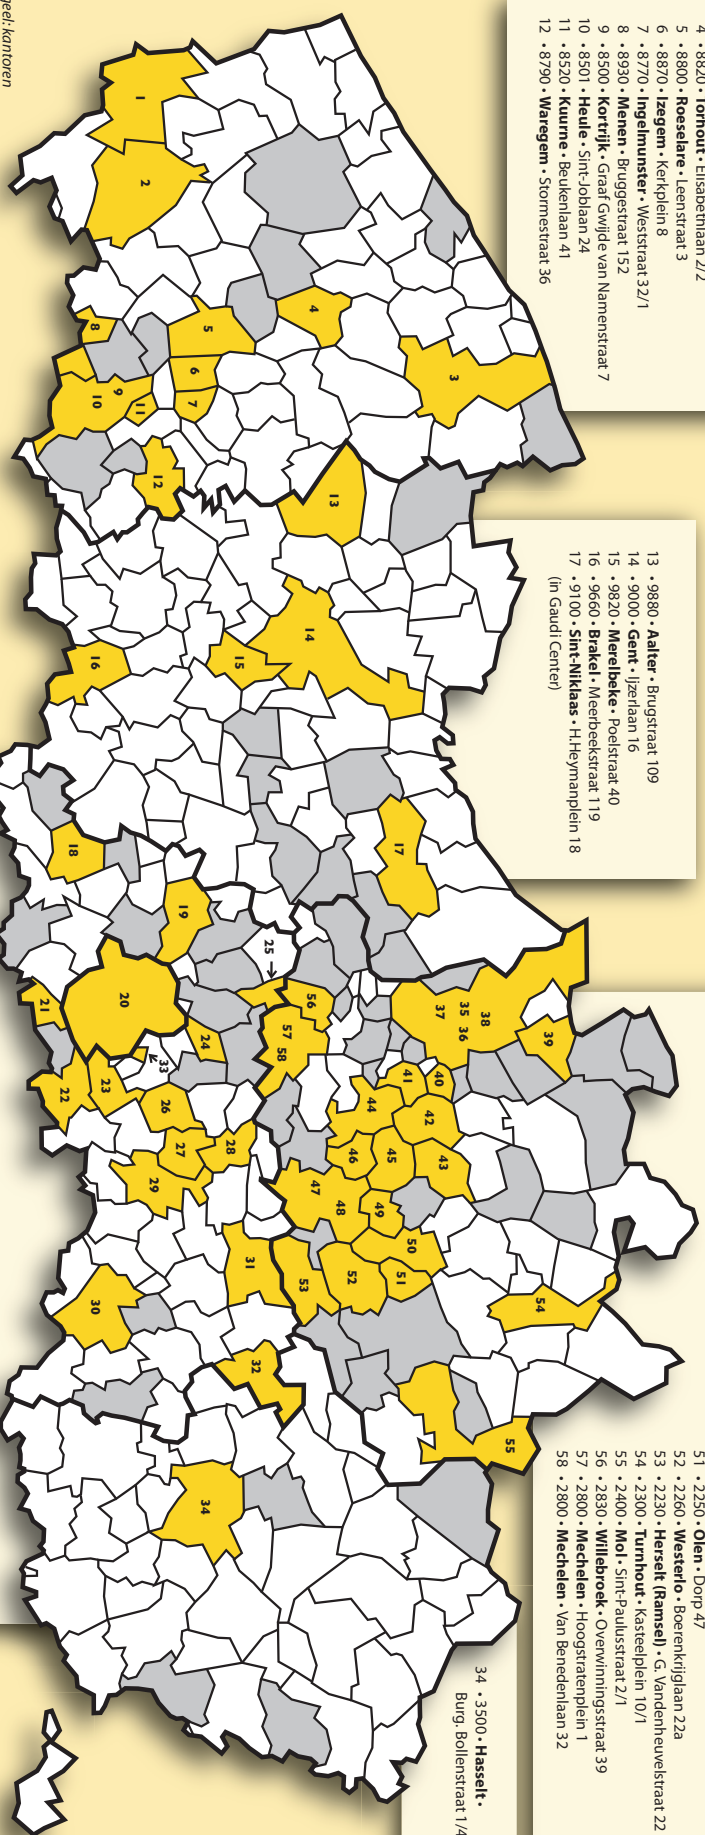 4 • 8820 • Torhout • Elisabethlaan 2/2
5 • 8800 • Roeselare • Leenstraat 3
6 • 8870 • Izegem • Kerkplein 8
7 • 8770 • Ingelmunster • Weststraat 32/1
8 • 8930 • Menen • Bruggestraat 152
9 • 8500 • Kortrijk • Graaf Gwijde van Namenstraat 7
10 • 8501 • Heule • Sint-Joblaan 24
11 • 8520 • Kuurne • Beukenlaan 41
12 • 8790 • Waregem • Stormestraat 36
13 • 9880 • Aalter • Brugstraat 109
14 • 9000 • Gent • Ijzerlaan 16
15 • 9820 • Merelbeke • Poelstraat 40
16 • 9660 • Brakel • Meerbeekstraat 119
17 • 9100 • Sint-Niklaas • H.Heymanplein 18
(in Gaudi Center)
51 • 2250 • Olen • Dorp 47
52 • 2260 • Westerlo • Boerenkrijglaan 22a
53 • 2230 • Herselt (Ramsel) • G. Vandenheuvelstraat 22
54 • 2300 • Turnhout • Kasteelplein 10/1
55 • 2400 • Mol • Sint-Paulusstraat 2/1
56 • 2830 • Willebroek • Overwinningsstraat 39
57 • 2800 • Mechelen • Hoogstratenplein 1
58 • 2800 • Mechelen • Van Benedenlaan 32
34 • 3500 • Hasselt •
Burg. Bollenstraat 1/4
1
2
3
4
5
6
7
8
9
10
11
12
13
14
15
16
17
18
19
20
21
22
23
24
25
26
27
28
29
30
31
32
33
34
35
36
37
38
39
40
41
42
43
44
45
46
47
48
49
50
51
52
53
54
55
56
57
58
geel: kantoren